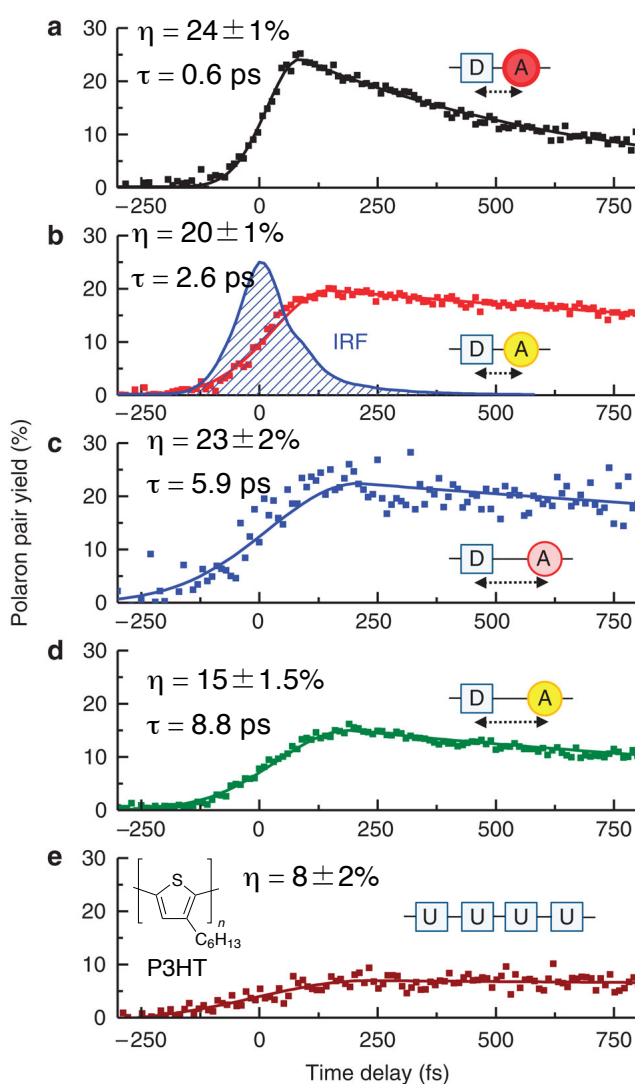 Polaron pair yield (%)
a
η = 24 ± 1%
τ = 0.6 ps
D A
30
20
10
0
−250 0 250 500 750
b
η = 20 ± 1%
τ = 2.6 ps
IRF
D A
30
20
10
0
−250 0 250 500 750
c
η = 23 ± 2%
τ = 5.9 ps
D A
30
20
10
0
−250 0 250 500 750
d
η = 15 ± 1.5%
τ = 8.8 ps
D A
30
20
10
0
−250 0 250 500 750
e
η = 8 ± 2%
S
n
C6H13
P3HT
U U U U
30
20
10
0
−250 0 250 500 750
Time delay (fs)